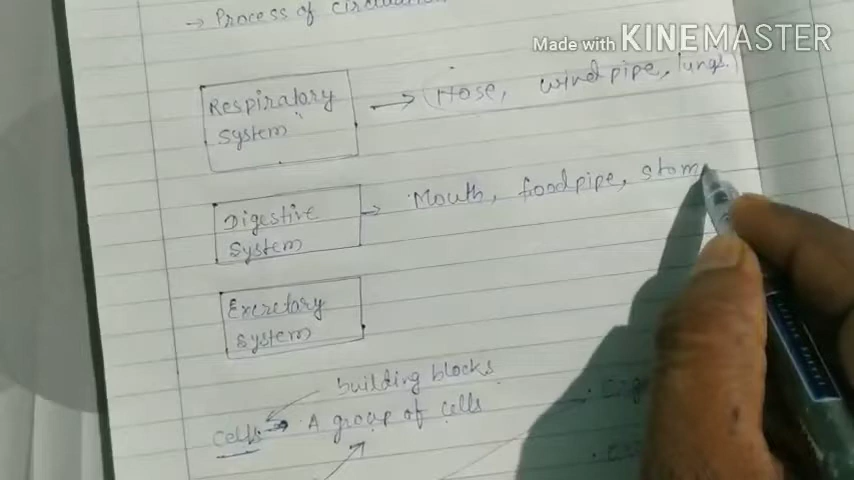 → Process of
Made with KINEMASTER
Respiratory → (Nose, wind pipe, lungs)
System
Digestive → Mouth, foodpipe, stom
System
Excretory
System
building blocks
Cells → A group of cells